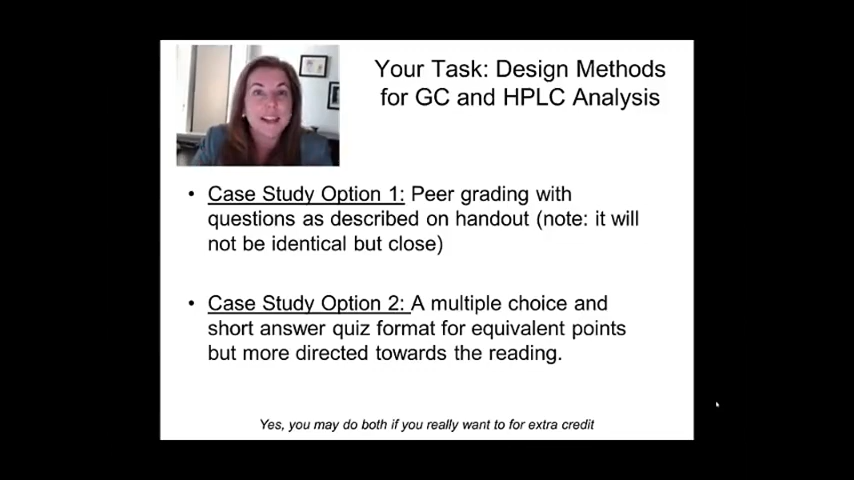 Your Task: Design Methods
for GC and HPLC Analysis
• Case Study Option 1: Peer grading with
questions as described on handout (note: it will
not be identical but close)
• Case Study Option 2: A multiple choice and
short answer quiz format for equivalent points
but more directed towards the reading.
Yes, you may do both if you really want to for extra credit